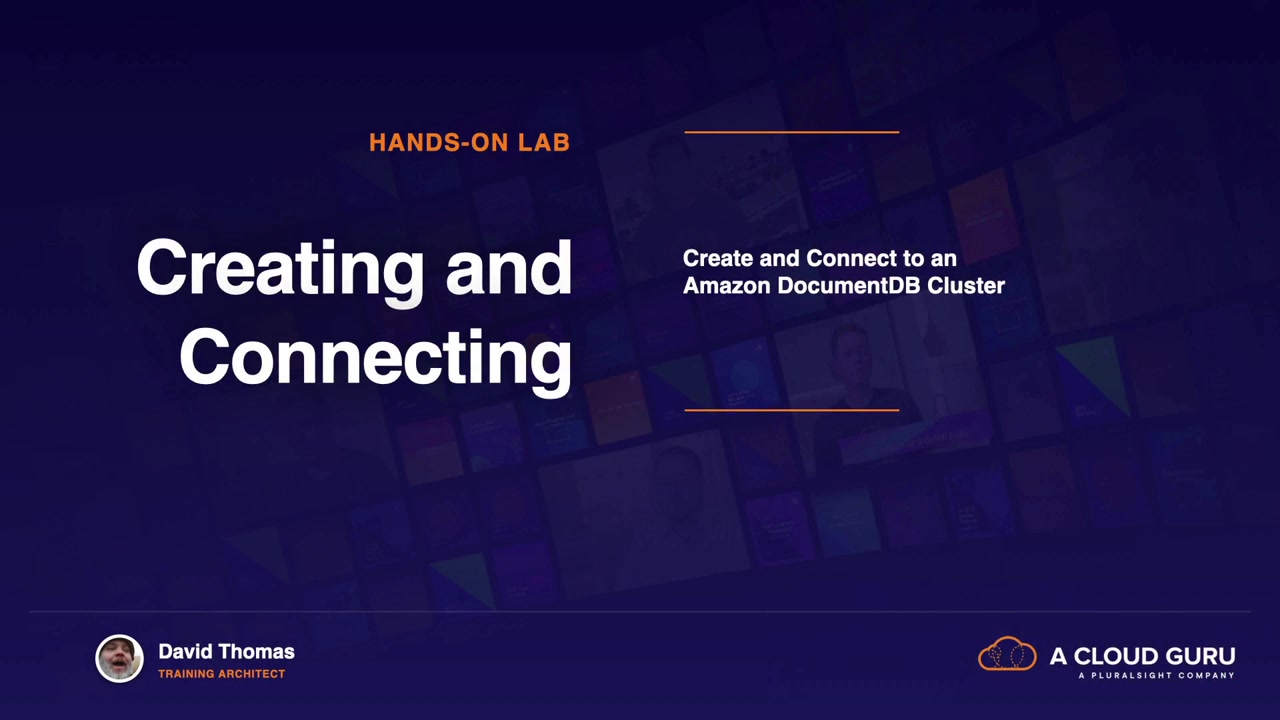 HANDS-ON LAB
Creating and
Connecting
Create and Connect to an
Amazon DocumentDB Cluster
David Thomas
TRAINING ARCHITECT
A CLOUD GURU
A PLURALSIGHT COMPANY